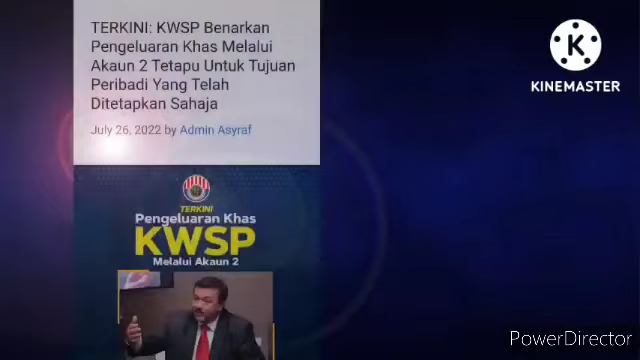 TERKINI: KWSP Benarkan
Pengeluaran Khas Melalui
Akaun 2 Tetapu Untuk Tujuan
Peribadi Yang Telah
Ditetapkan Sahaja
July 26, 2022 by Admin Asyraf
TERKINI
Pengeluaran Khas
KWSP
Melalui Akaun 2
K
KINEMASTER
PowerDirector